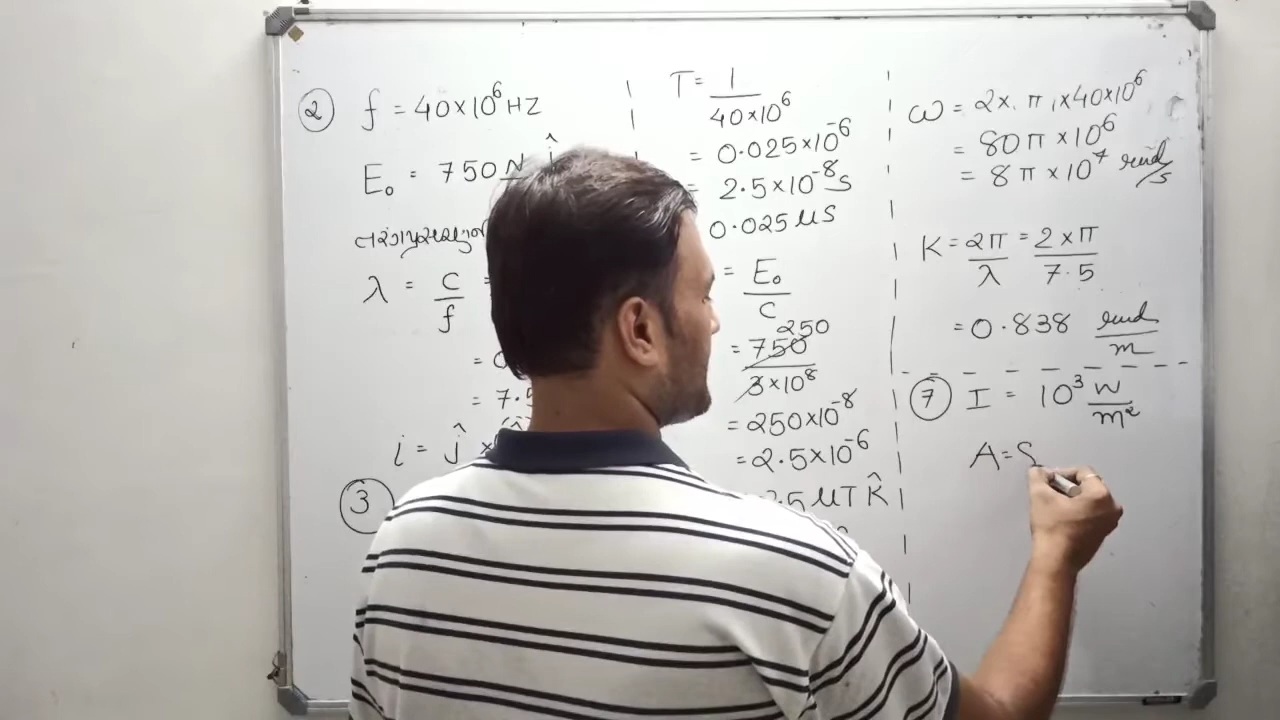 ② f = 40×10⁶ HZ
E₀ = 750 N ĵ
λ = c/f =
= 0
= 7.5
î = ĵ ×
③
T = 1/40×10⁶
= 0.025×10⁻⁶
= 2.5×10⁻⁸ S
0.025 μS
= E₀/C
250
= 750/3×10⁸
= 250×10⁻⁸
= 2.5×10⁻⁶
2.5 μT K̂
ω = 2×π×40×10⁶
= 80π×10⁶
= 8π×10⁷ rad/s
K = 2π/λ = 2×π/7.5
= 0.838 rad/m
⑦ I = 10³ W/m²
A = S